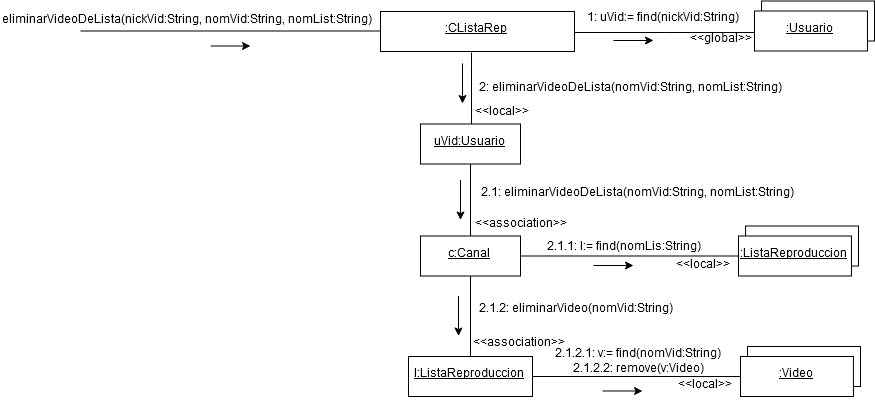 eliminarVideoDeLista(nickVid:String, nomVid:String, nomList:String)
:CListaRep
1: uVid:= find(nickVid:String)
<<global>>
:Usuario
2: eliminarVideoDeLista(nomVid:String, nomList:String)
<<local>>
uVid:Usuario
2.1: eliminarVideoDeLista(nomVid:String, nomList:String)
<<association>>
c:Canal
2.1.1: l:= find(nomLis:String)
<<local>>
:ListaReproduccion
2.1.2: eliminarVideo(nomVid:String)
<<association>>
l:ListaReproduccion
2.1.2.1: v:= find(nomVid:String)
2.1.2.2: remove(v:Video)
<<local>>
:Video